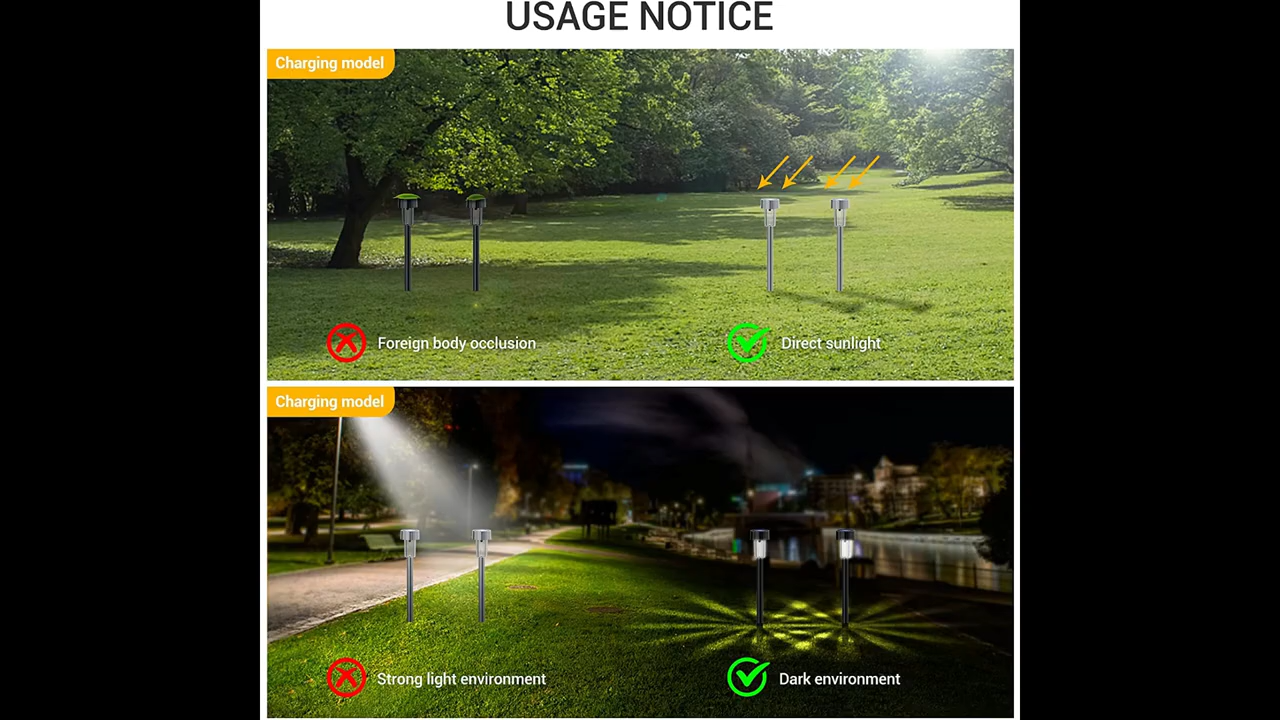 USAGE NOTICE
Charging model
Foreign body occlusion
Direct sunlight
Charging model
Strong light environment
Dark environment